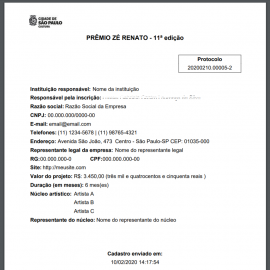 CIDADE DE
SÃO PAULO
CULTURA
PRÊMIO ZÉ RENATO - 11ª edição
Protocolo
20200210.00005-2
Instituição responsável: Nome da instituição
Responsável pela inscrição:
Razão social: Razão Social da Empresa
CNPJ: 00.000.000/0000-00
E-mail: email@email.com
Telefones: (11) 1234-5678 | (11) 98765-4321
Endereço: Avenida São João, 473 Centro - São Paulo-SP CEP: 01035-000
Representante legal da empresa: Nome do representante legal
RG:00.000.000-0 CPF:000.000.000-00
Site: http://meusite.com
Valor do projeto: R$: 3.450,00 (três mil e quatrocentos e cinquenta reais )
Duração (em meses): 6 mes(es)
Núcleo artístico: Artista A
Artista B
Artista C
Representante do núcleo: Nome do representante do núcleo
Cadastro enviado em:
10/02/2020 14:17:54